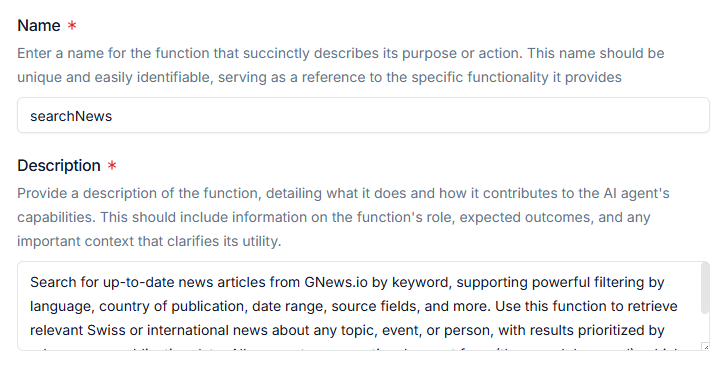 Name *
Enter a name for the function that succinctly describes its purpose or action. This name should be
unique and easily identifiable, serving as a reference to the specific functionality it provides
searchNews
Description *
Provide a description of the function, detailing what it does and how it contributes to the AI agent's
capabilities. This should include information on the function's role, expected outcomes, and any
important context that clarifies its utility.
Search for up-to-date news articles from GNews.io by keyword, supporting powerful filtering by
language, country of publication, date range, source fields, and more. Use this function to retrieve
relevant Swiss or international news about any topic, event, or person, with results prioritized by